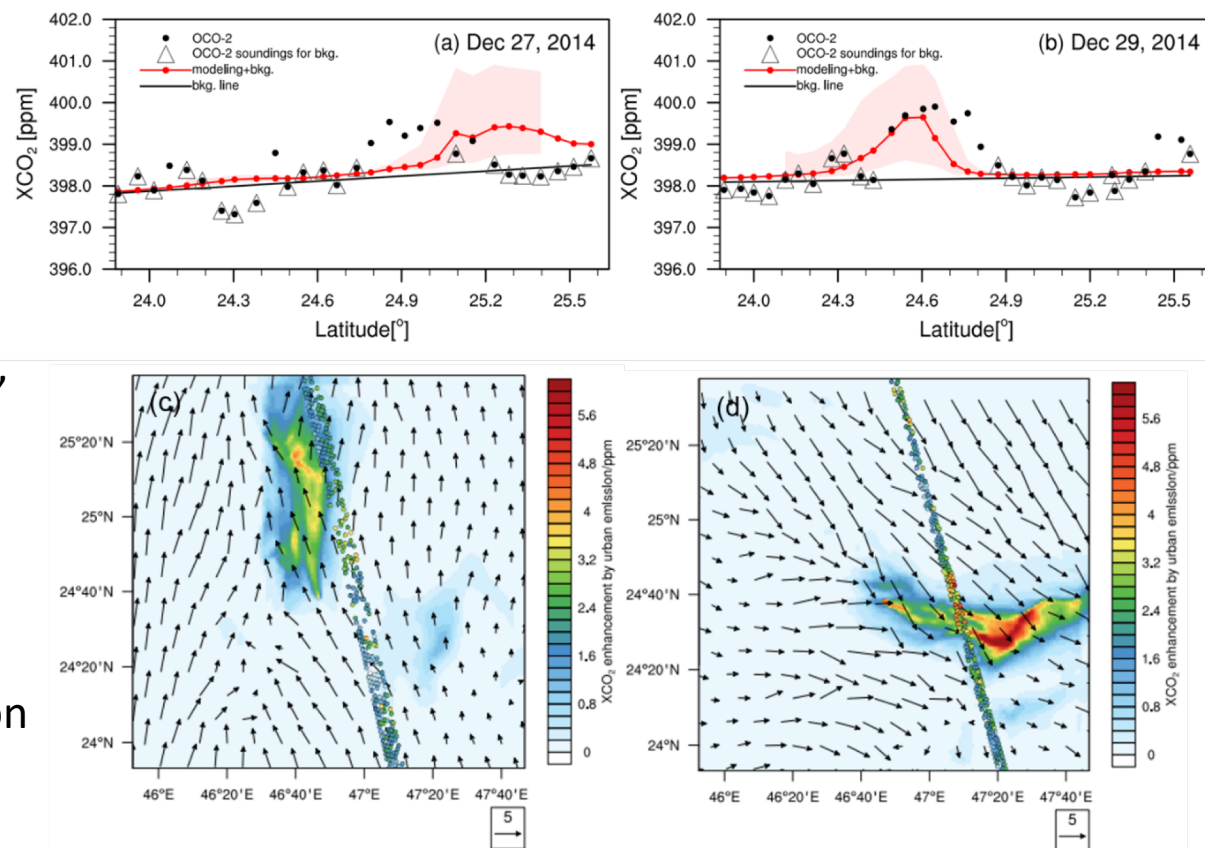 402.0
401.0
400.0
399.0
398.0
397.0
396.0
XCO2 [ppm]
OCO-2
OCO-2 soundings for bkg.
modeling+bkg.
bkg. line
(a) Dec 27, 2014
24.0 24.3 24.6 24.9 25.2 25.5
Latitude[o]
402.0
401.0
400.0
399.0
398.0
397.0
396.0
XCO2 [ppm]
OCO-2
OCO-2 soundings for bkg.
modeling+bkg.
bkg. line
(b) Dec 29, 2014
24.0 24.3 24.6 24.9 25.2 25.5
Latitude[o]
,
on
(c)
25°20'N
25°N
24°40'N
24°20'N
24°N
46°E 46°20'E 46°40'E 47°E 47°20'E 47°40'E
5.6
4.8
4
3.2
2.4
1.6
0.8
0
XCO2 enhancement by urban emission/ppm
5
(d)
25°20'N
25°N
24°40'N
24°20'N
24°N
46°E 46°20'E 46°40'E 47°E 47°20'E 47°40'E
5.6
4.8
4
3.2
2.4
1.6
0.8
0
XCO2 enhancement by urban emission/ppm
5